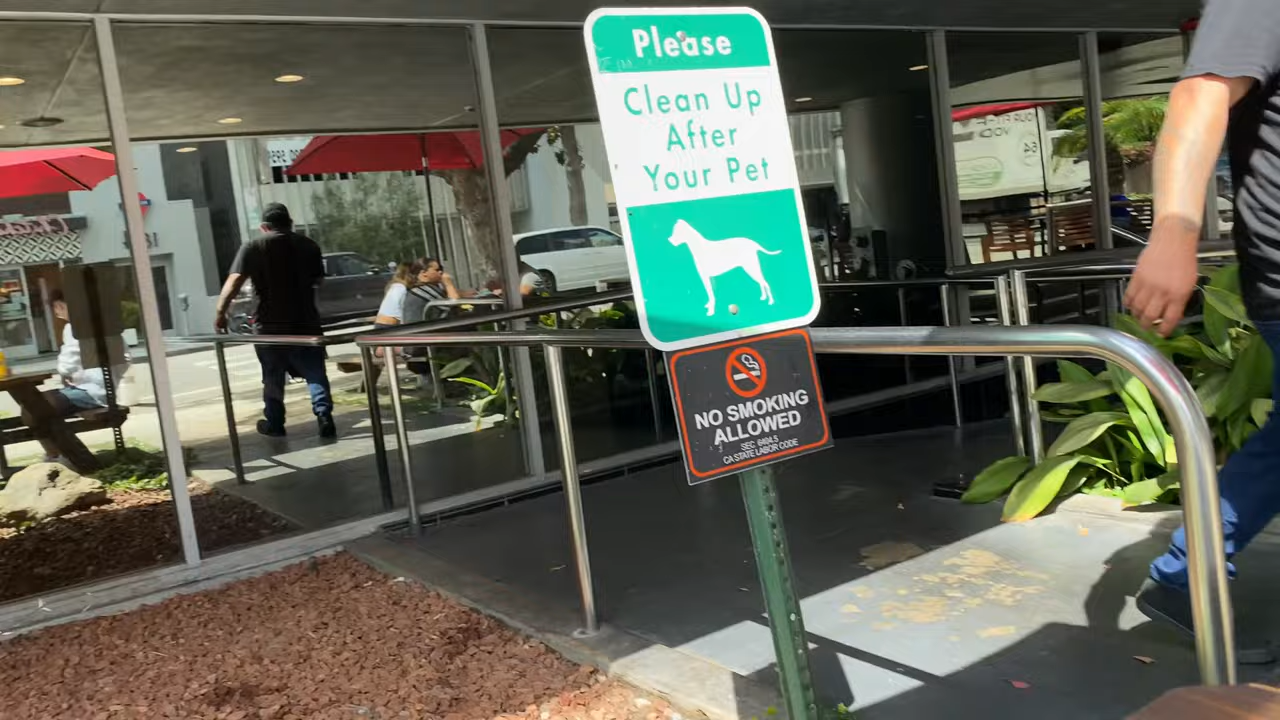 Please
Clean Up
After
Your Pet
NO SMOKING
ALLOWED
SEC. 6404.5
CA STATE LABOR CODE